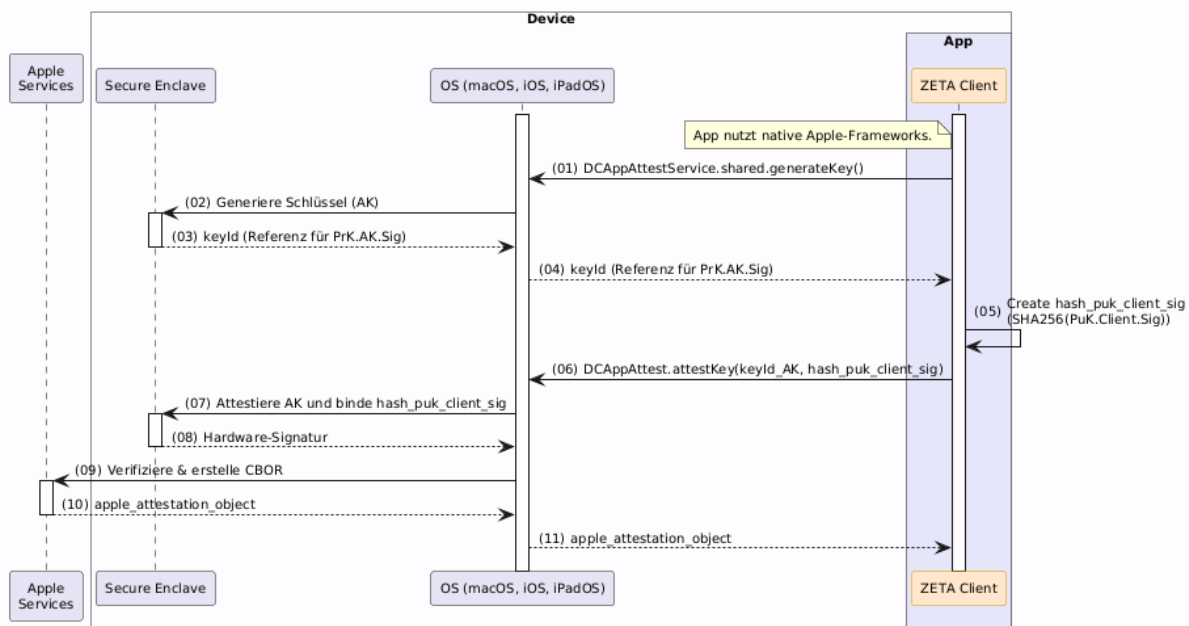 Device
App
Apple
Services
Secure Enclave
OS (macOS, iOS, iPadOS)
ZETA Client
App nutzt native Apple-Frameworks.
(01) DCAppAttestService.shared.generateKey()
(02) Generiere Schlüssel (AK)
(03) keyId (Referenz für PrK.AK.Sig)
(04) keyId (Referenz für PrK.AK.Sig)
(05) Create hash_puk_client_sig
(SHA256(PuK.Client.Sig))
(06) DCAppAttest.attestKey(keyId_AK, hash_puk_client_sig)
(07) Attestiere AK und binde hash_puk_client_sig
(08) Hardware-Signatur
(09) Verifiziere & erstelle CBOR
(10) apple_attestation_object
(11) apple_attestation_object
Apple
Services
Secure Enclave
OS (macOS, iOS, iPadOS)
ZETA Client